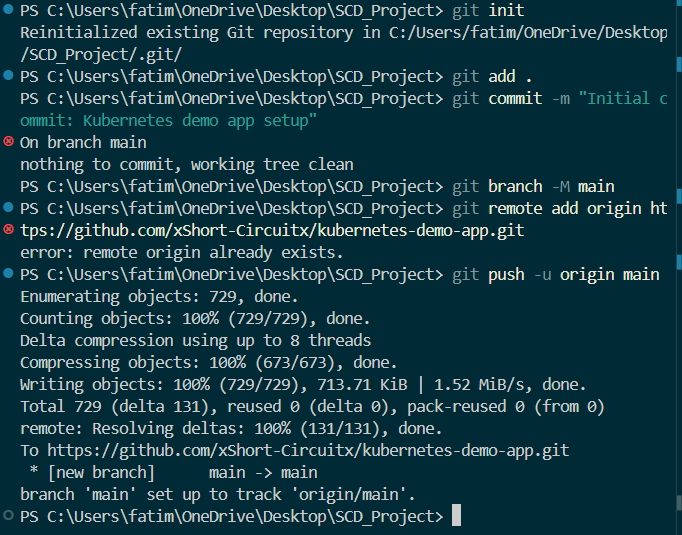 PS C:\Users\fatim\OneDrive\Desktop\SCD_Project> git init
Reinitialized existing Git repository in C:/Users/fatim/OneDrive/Desktop
/SCD_Project/.git/
PS C:\Users\fatim\OneDrive\Desktop\SCD_Project> git add .
PS C:\Users\fatim\OneDrive\Desktop\SCD_Project> git commit -m "Initial c
ommit: Kubernetes demo app setup"
On branch main
nothing to commit, working tree clean
PS C:\Users\fatim\OneDrive\Desktop\SCD_Project> git branch -M main
PS C:\Users\fatim\OneDrive\Desktop\SCD_Project> git remote add origin ht
tps://github.com/xShort-Circuitx/kubernetes-demo-app.git
error: remote origin already exists.
PS C:\Users\fatim\OneDrive\Desktop\SCD_Project> git push -u origin main
Enumerating objects: 729, done.
Counting objects: 100% (729/729), done.
Delta compression using up to 8 threads
Compressing objects: 100% (673/673), done.
Writing objects: 100% (729/729), 713.71 KiB | 1.52 MiB/s, done.
Total 729 (delta 131), reused 0 (delta 0), pack-reused 0 (from 0)
remote: Resolving deltas: 100% (131/131), done.
To https://github.com/xShort-Circuitx/kubernetes-demo-app.git
 * [new branch]      main -> main
branch 'main' set up to track 'origin/main'.
PS C:\Users\fatim\OneDrive\Desktop\SCD_Project>